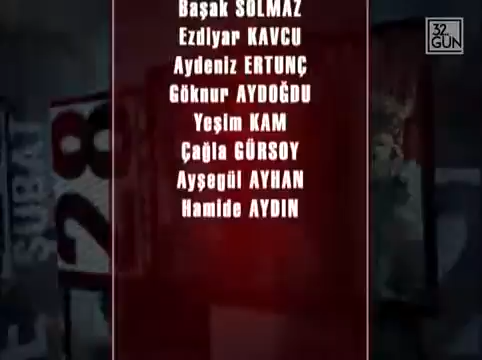 Başak SOLMAZ
32.
GÜN
Ezdiyar KAVCU
Aydeniz ERTUNÇ
Göknur AYDOĞDU
Yeşim KAM
Çağla GÜRSOY
Ayşegül AYHAN
Hamide AYDIN
ŞUBAT
28